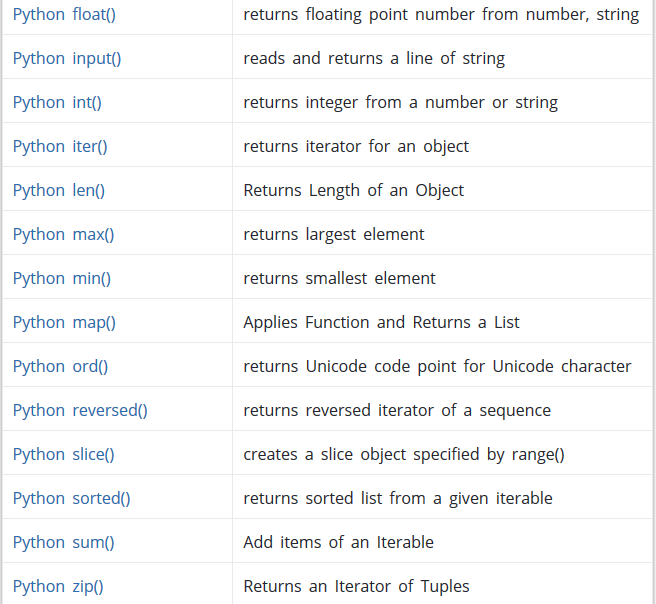 Python float() returns floating point number from number, string
Python input() reads and returns a line of string
Python int() returns integer from a number or string
Python iter() returns iterator for an object
Python len() Returns Length of an Object
Python max() returns largest element
Python min() returns smallest element
Python map() Applies Function and Returns a List
Python ord() returns Unicode code point for Unicode character
Python reversed() returns reversed iterator of a sequence
Python slice() creates a slice object specified by range()
Python sorted() returns sorted list from a given iterable
Python sum() Add items of an Iterable
Python zip() Returns an Iterator of Tuples